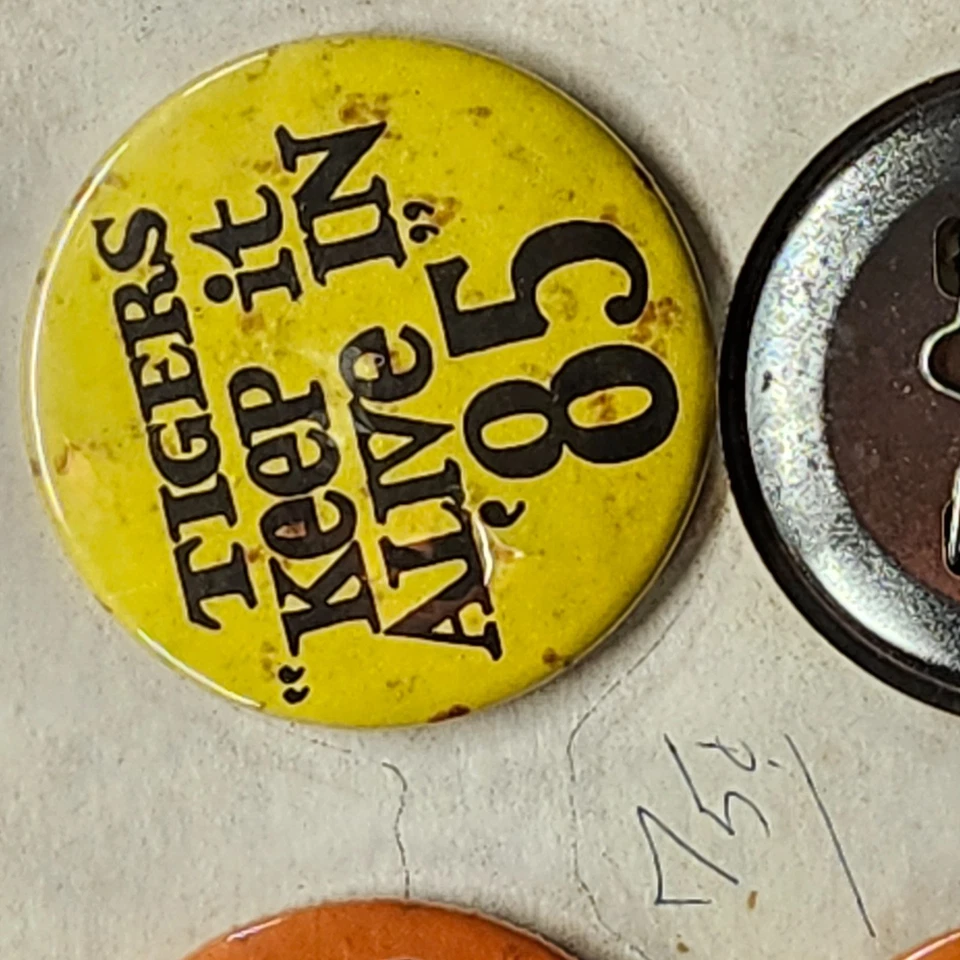 TIGERS
“Keep it
Alive IN”
'85
75¢